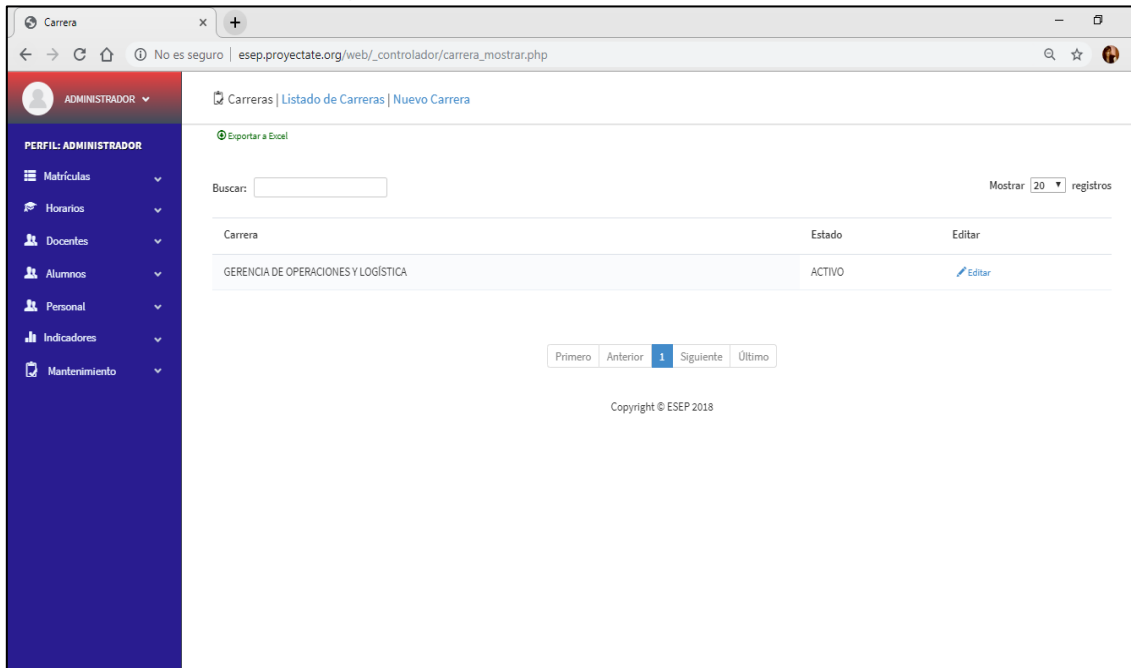 Carrera
No es seguro | esep.proyectate.org/web/_controlador/carrera_mostrar.php
ADMINISTRADOR
Carreras | Listado de Carreras | Nuevo Carrera
PERFIL: ADMINISTRADOR
Exportar a Excel
Matrículas
Horarios
Docentes
Alumnos
Personal
Indicadores
Mantenimiento
Buscar:
Mostrar 20 registros
Carrera Estado Editar
GERENCIA DE OPERACIONES Y LOGÍSTICA ACTIVO Editar
Primero Anterior 1 Siguiente Último
Copyright © ESEP 2018